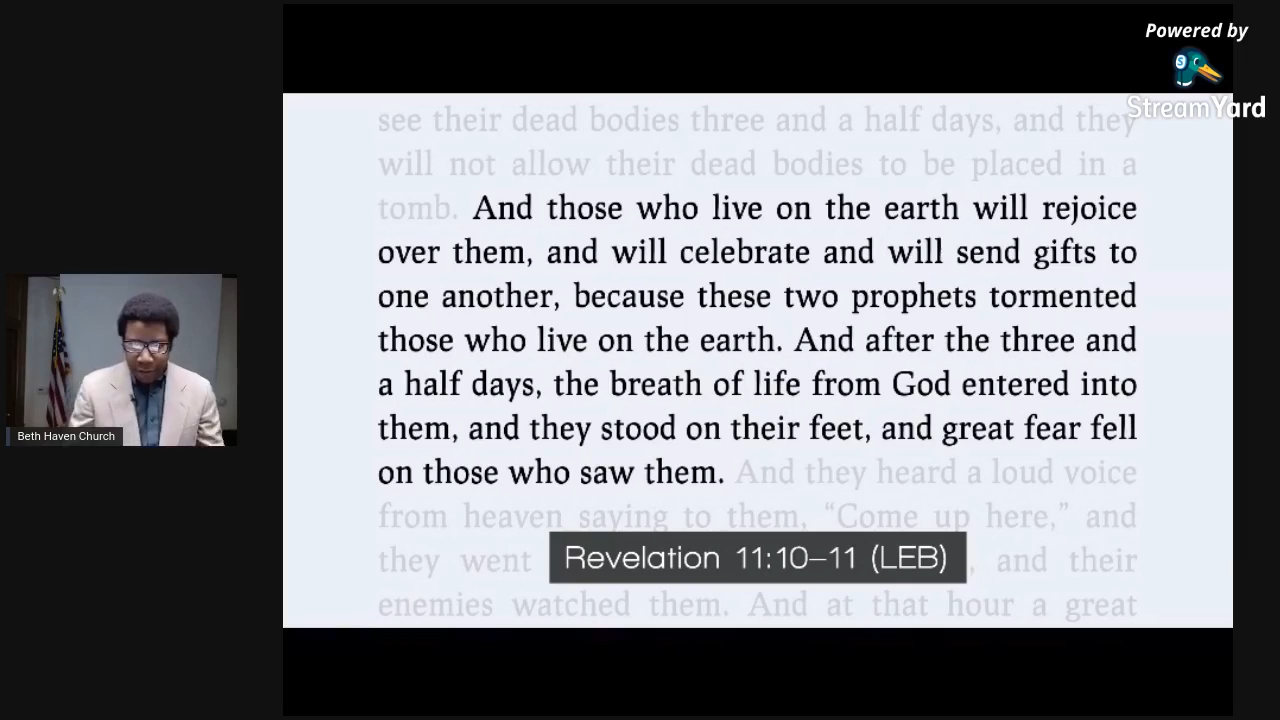 Powered by
StreamYard
see their dead bodies three and a half days, and they
will not allow their dead bodies to be placed in a
tomb. And those who live on the earth will rejoice
over them, and will celebrate and will send gifts to
one another, because these two prophets tormented
those who live on the earth. And after the three and
a half days, the breath of life from God entered into
them, and they stood on their feet, and great fear fell
on those who saw them. And they heard a loud voice
from heaven saying to them, “Come up here,” and
they went , and their
Revelation 11:10–11 (LEB)
enemies watched them. And at that hour a great
Beth Haven Church